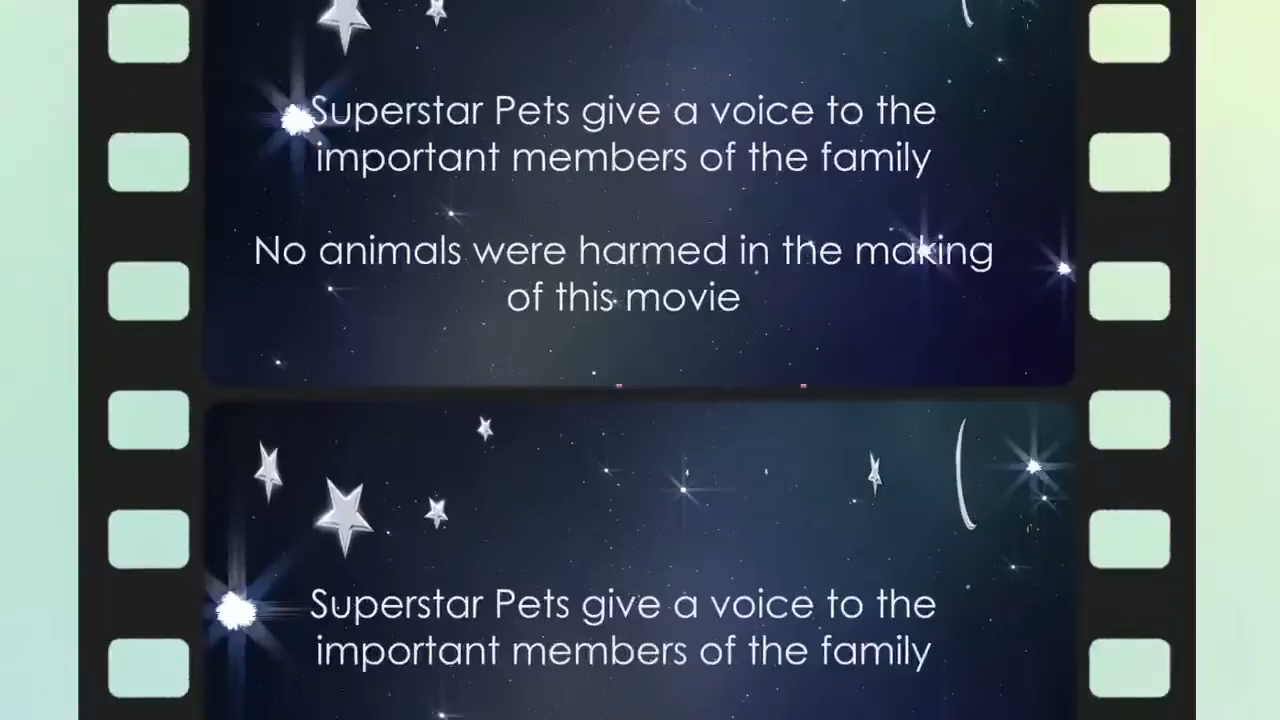 Superstar Pets give a voice to the
important members of the family
No animals were harmed in the making
of this movie
Superstar Pets give a voice to the
important members of the family